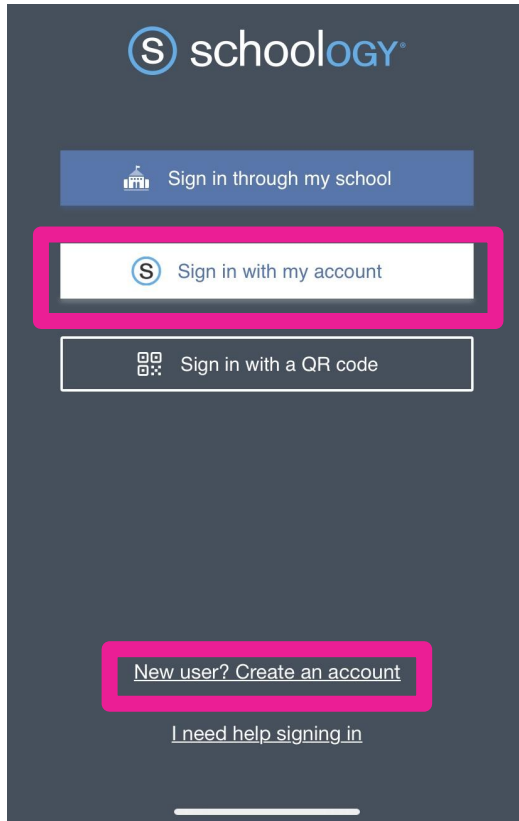 S schoology®
Sign in through my school
S Sign in with my account
Sign in with a QR code
New user? Create an account
I need help signing in